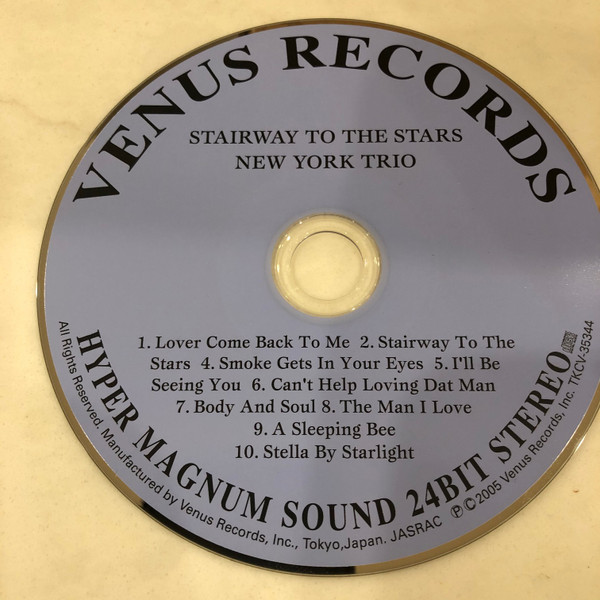 VENUS RECORDS
STAIRWAY TO THE STARS
NEW YORK TRIO
1. Lover Come Back To Me 2. Stairway To The
Stars 4. Smoke Gets In Your Eyes 5. I'll Be
Seeing You 6. Can't Help Loving Dat Man
7. Body And Soul 8. The Man I Love
9. A Sleeping Bee
10. Stella By Starlight
HYPER MAGNUM SOUND 24BIT STEREO
All Rights Reserved. Manufactured by Venus Records, Inc., Tokyo,Japan. JASRAC ℗©2005 Venus Records, Inc. TKCV-35344